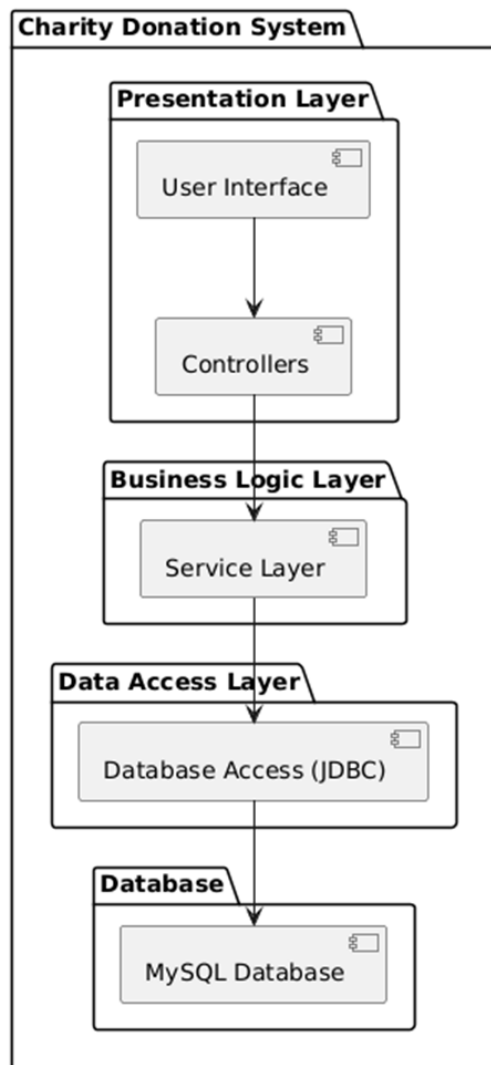 Charity Donation System
Presentation Layer
User Interface
Controllers
Business Logic Layer
Service Layer
Data Access Layer
Database Access (JDBC)
Database
MySQL Database